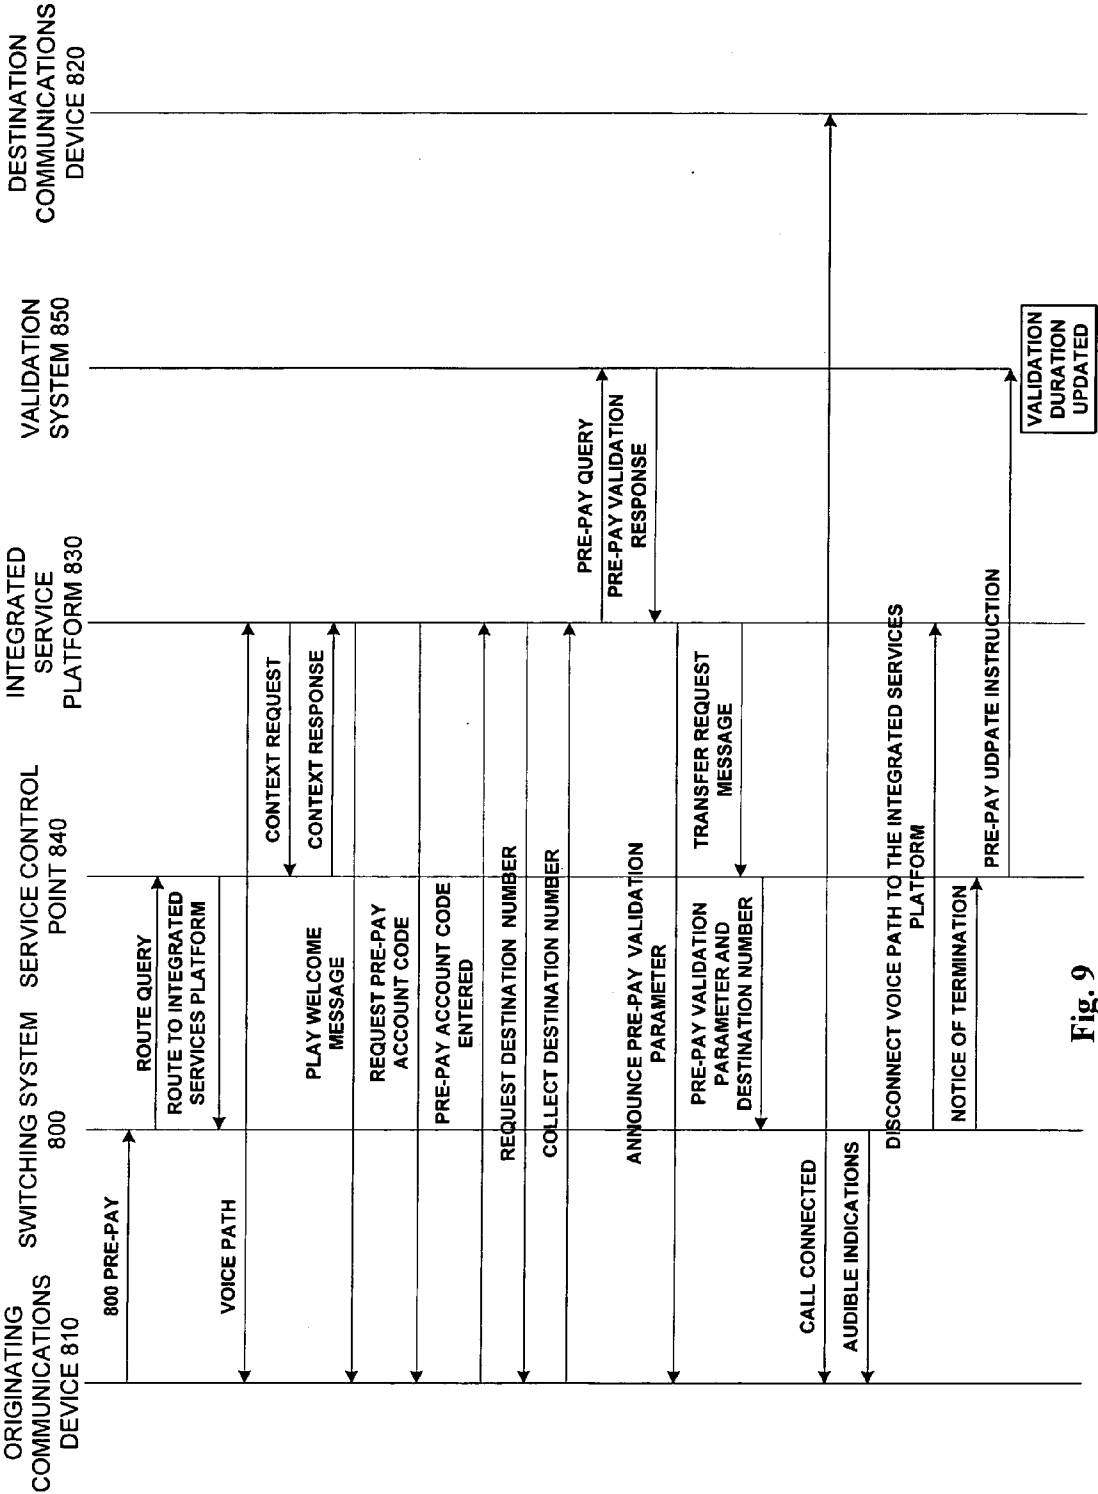 ORIGINATING
COMMUNICATIONS
DEVICE 810
SWITCHING SYSTEM
800
SERVICE CONTROL
POINT 840
INTEGRATED
SERVICE
PLATFORM 830
VALIDATION
SYSTEM 850
DESTINATION
COMMUNICATIONS
DEVICE 820
800 PRE-PAY
ROUTE QUERY
ROUTE TO INTEGRATED
SERVICES PLATFORM
VOICE PATH
CONTEXT REQUEST
CONTEXT RESPONSE
PLAY WELCOME
MESSAGE
REQUEST PRE-PAY
ACCOUNT CODE
PRE-PAY ACCOUNT CODE
ENTERED
REQUEST DESTINATION NUMBER
COLLECT DESTINATION NUMBER
PRE-PAY QUERY
PRE-PAY VALIDATION
RESPONSE
ANNOUNCE PRE-PAY VALIDATION
PARAMETER
TRANSFER REQUEST
MESSAGE
PRE-PAY VALIDATION
PARAMETER AND
DESTINATION NUMBER
CALL CONNECTED
AUDIBLE INDICATIONS
DISCONNECT VOICE PATH TO THE INTEGRATED SERVICES
PLATFORM
NOTICE OF TERMINATION
PRE-PAY UDPATE INSTRUCTION
VALIDATION
DURATION
UPDATED
Fig. 9